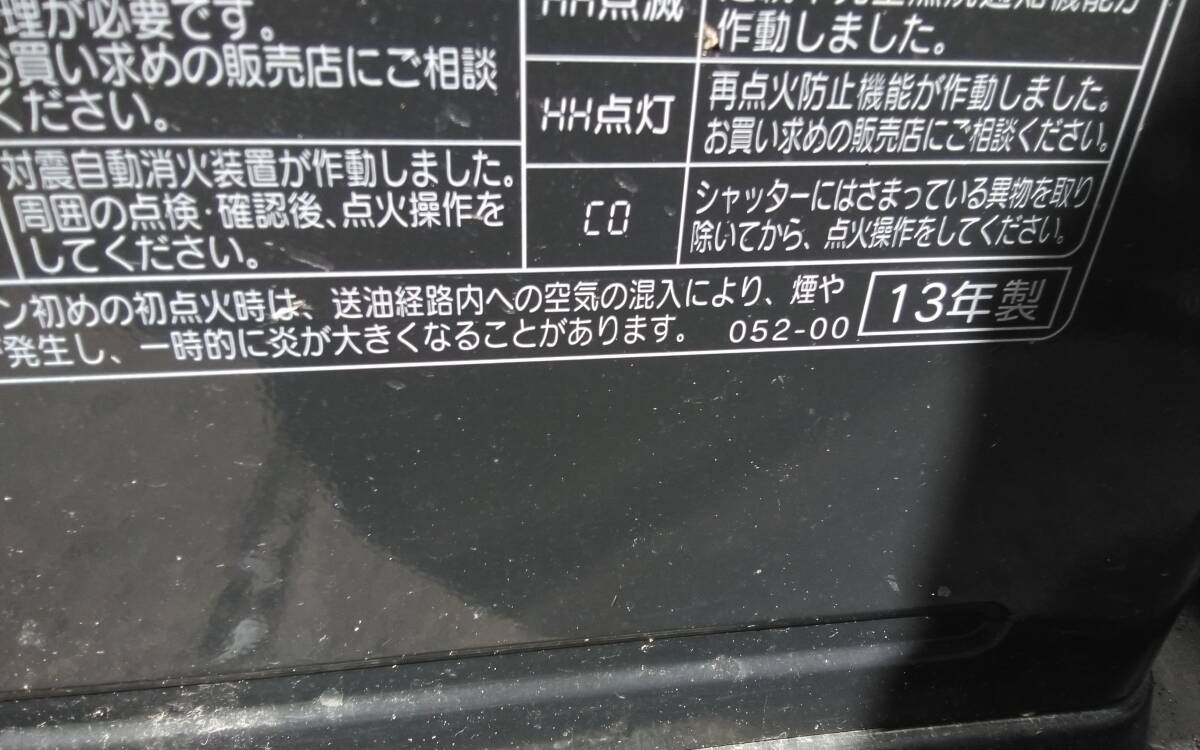 理が必要です。
お買い求めの販売店にご相談
ください。
対震自動消火装置が作動しました。
周囲の点検・確認後、点火操作を
してください。
HH点滅
作動しました。
HH点灯
再点火防止機能が作動しました。
お買い求めの販売店にご相談ください。
CO
シャッターにはさまっている異物を取り
除いてから、点火操作をしてください。
ン初めの初点火時は、送油経路内への空気の混入により、煙や
発生し、一時的に炎が大きくなることがあります。 052-00
13年製